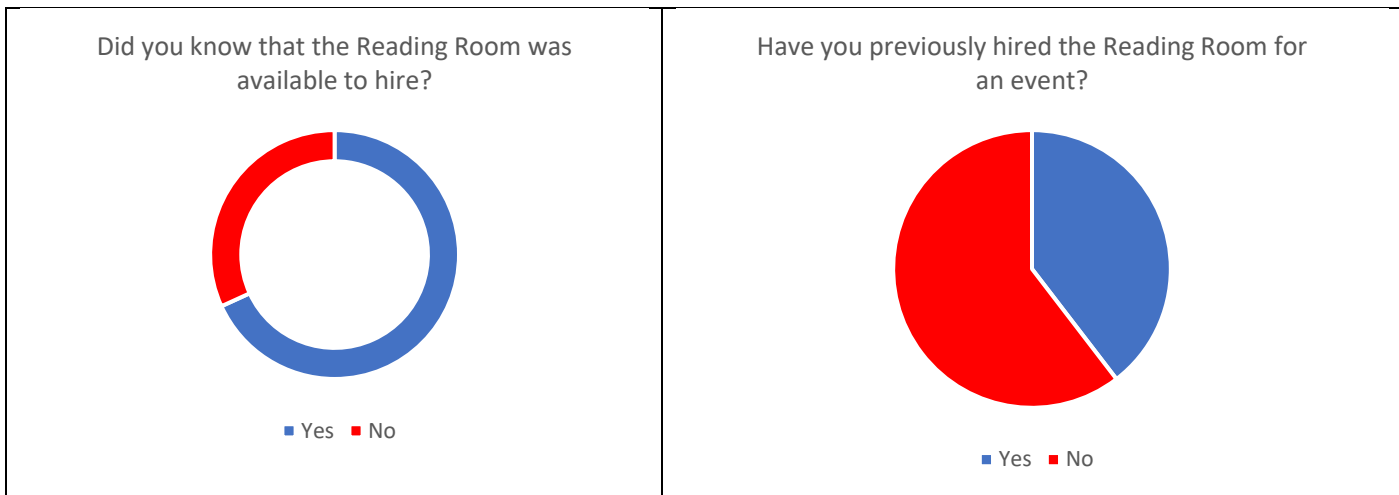 Did you know that the Reading Room was
available to hire?
Yes No
Have you previously hired the Reading Room for
an event?
Yes No